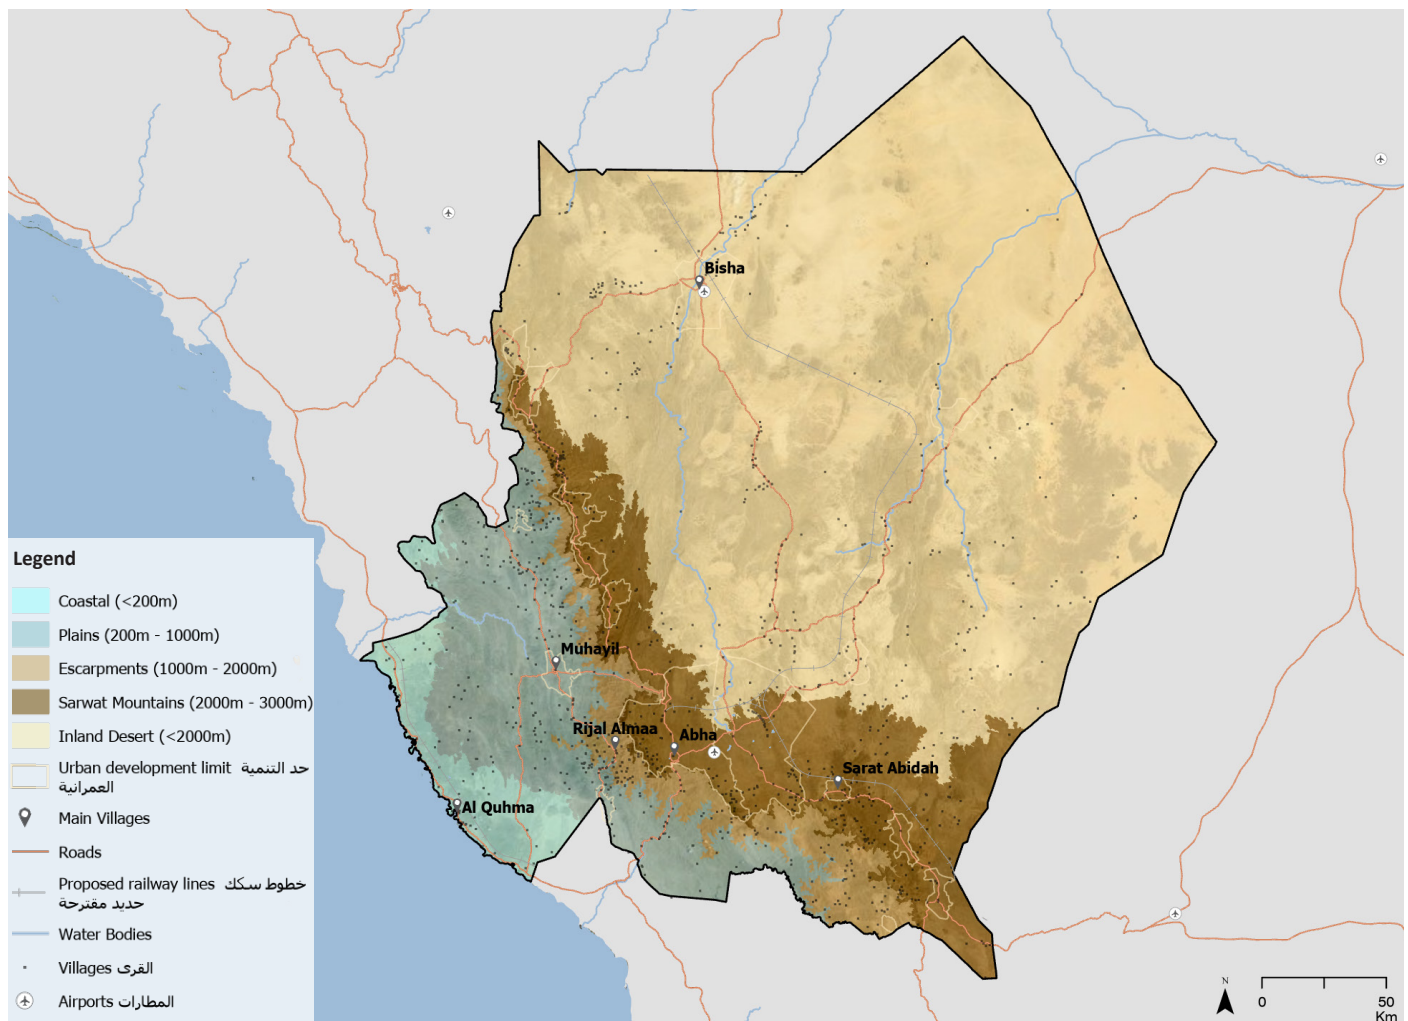 Bisha
Muhayil
Rijal Almaa
Abha
Sarat Abidah
Al Quhma
Legend
Coastal (<200m)
Plains (200m - 1000m)
Escarpments (1000m - 2000m)
Sarwat Mountains (2000m - 3000m)
Inland Desert (<2000m)
Urban development limit حد التنمية
العمرانية
Main Villages
Roads
Proposed railway lines خطوط سكك
حديد مقترحة
Water Bodies
Villages القرى
Airports المطارات
N
0 50
Km